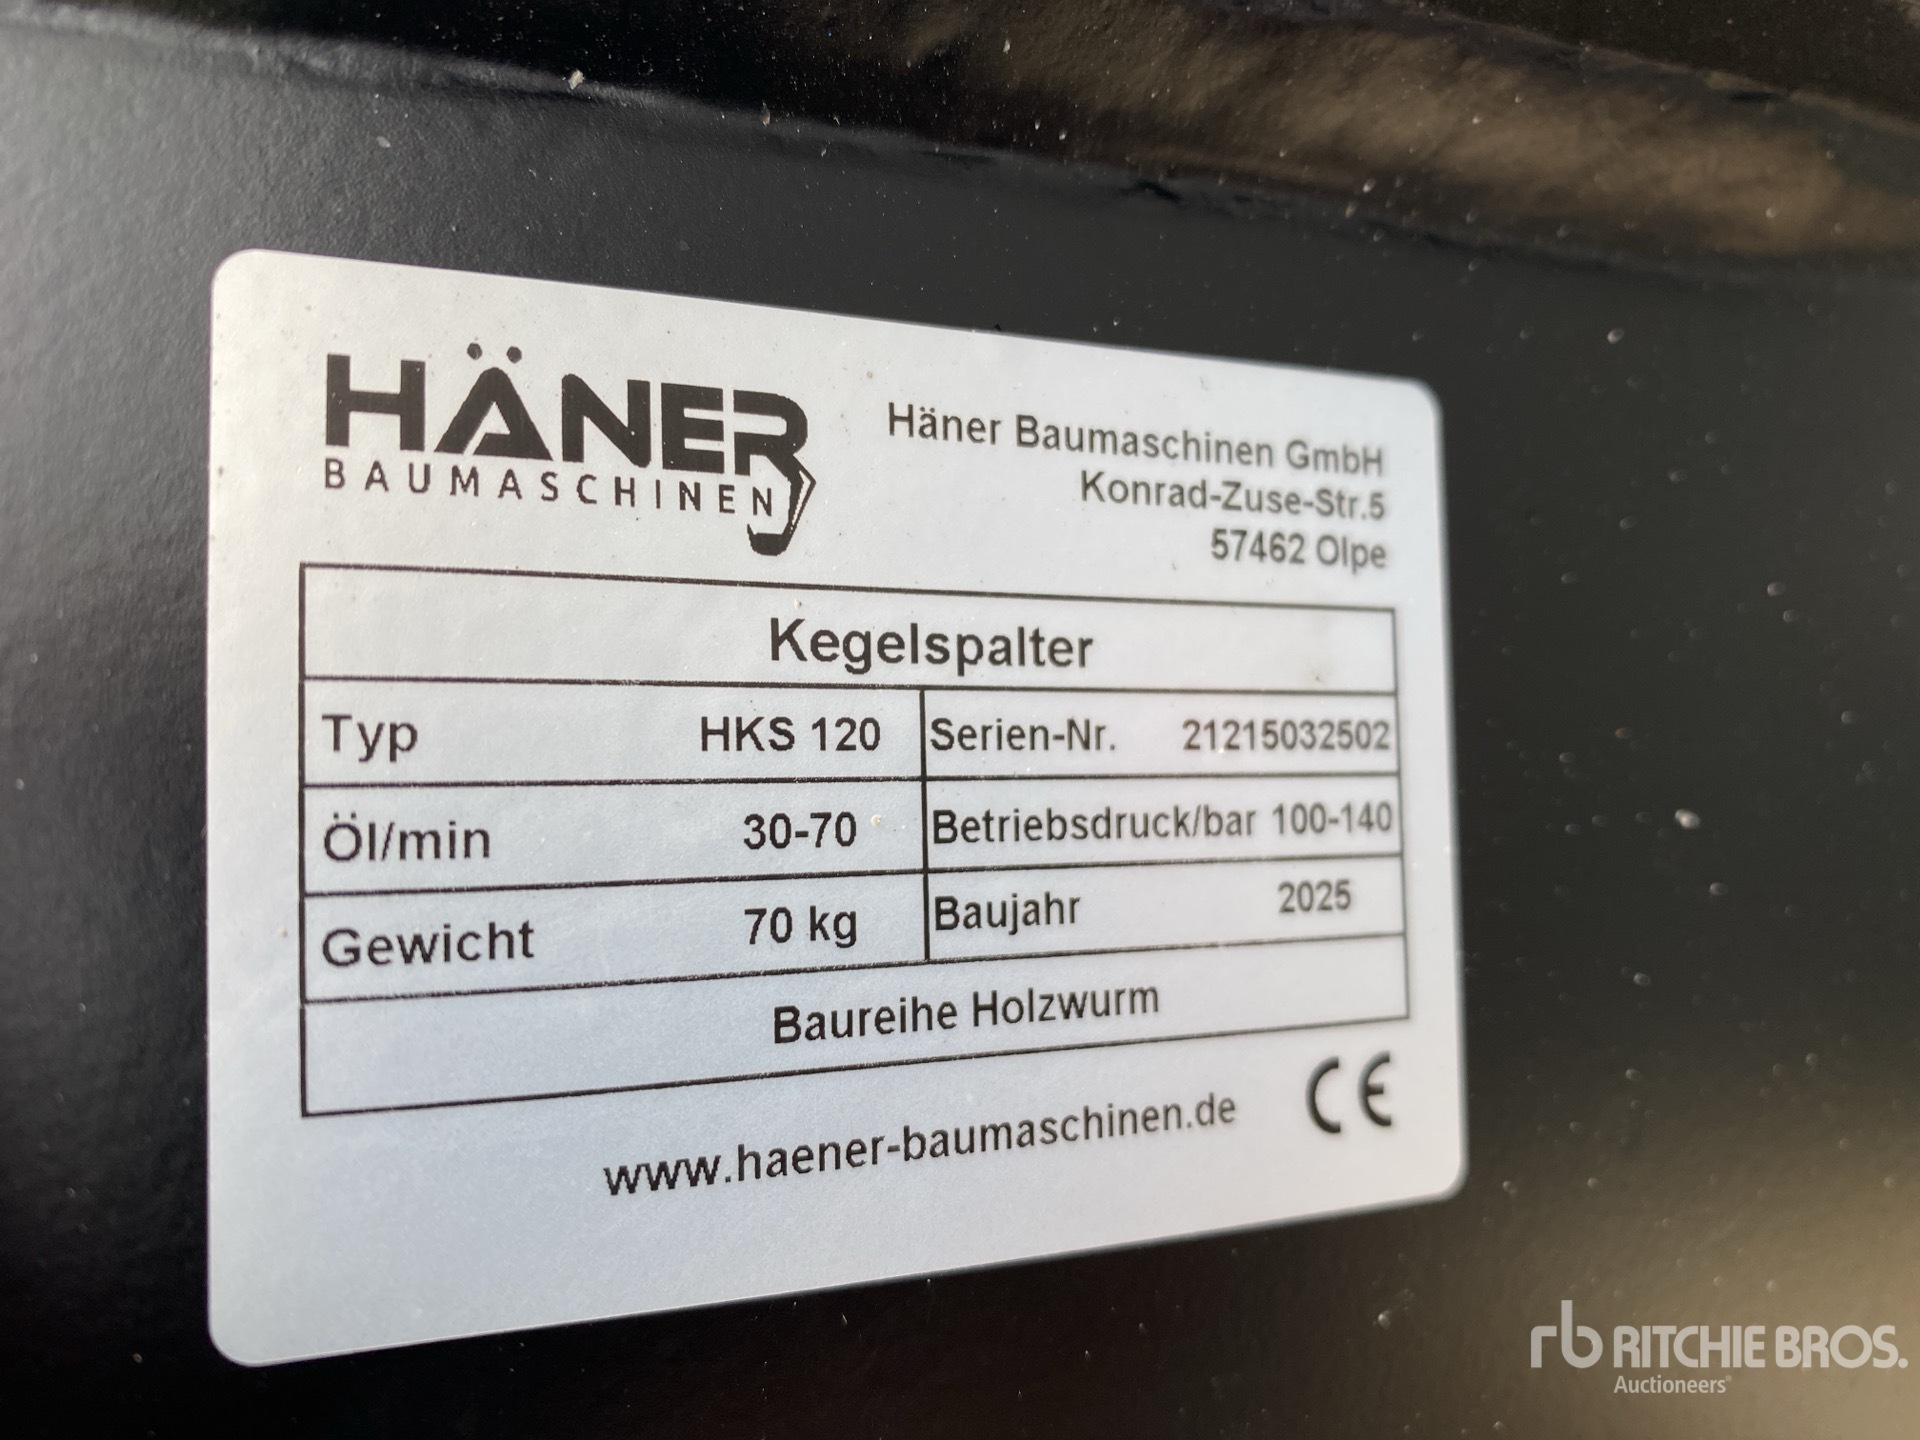 HÄNER
BAUMASCHINEN
Häner Baumaschinen GmbH
Konrad-Zuse-Str.5
57462 Olpe
Kegelspalter
Typ HKS 120 Serien-Nr. 21215032502
Öl/min 30-70 Betriebsdruck/bar 100-140
Gewicht 70 kg Baujahr 2025
Baureihe Holzwurm
www.haener-baumaschinen.de CE
rb RITCHIE BROS.
Auctioneers